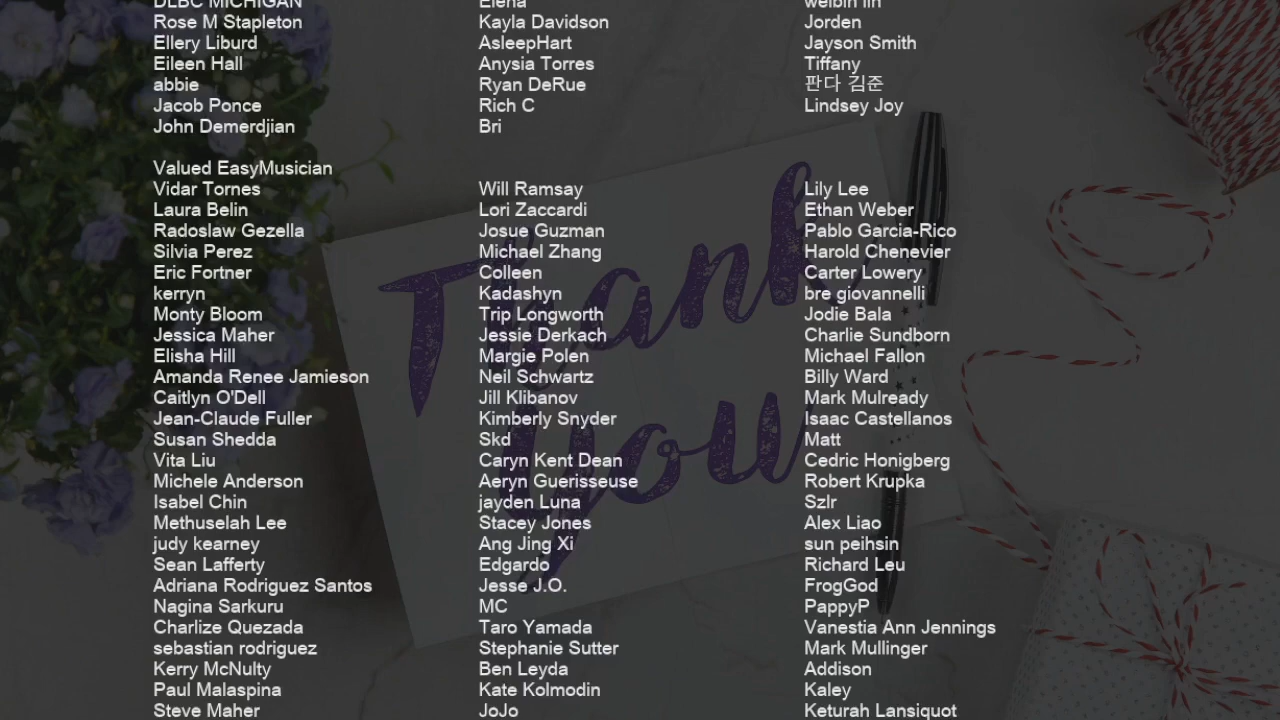 DLBC MICHIGAN
Rose M Stapleton
Ellery Liburd
Eileen Hall
abbie
Jacob Ponce
John Demerdjian
Elena
Kayla Davidson
AsleepHart
Anysia Torres
Ryan DeRue
Rich C
Bri
weibin lin
Jorden
Jayson Smith
Tiffany
판다 김준
Lindsey Joy
Valued EasyMusician
Vidar Tornes
Laura Belin
Radoslaw Gezella
Silvia Perez
Eric Fortner
kerryn
Monty Bloom
Jessica Maher
Elisha Hill
Amanda Renee Jamieson
Caitlyn O'Dell
Jean-Claude Fuller
Susan Shedda
Vita Liu
Michele Anderson
Isabel Chin
Methuselah Lee
judy kearney
Sean Lafferty
Adriana Rodriguez Santos
Nagina Sarkuru
Charlize Quezada
sebastian rodriguez
Kerry McNulty
Paul Malaspina
Steve Maher
Will Ramsay
Lori Zaccardi
Josue Guzman
Michael Zhang
Colleen
Kadashyn
Trip Longworth
Jessie Derkach
Margie Polen
Neil Schwartz
Jill Klibanov
Kimberly Snyder
Skd
Caryn Kent Dean
Aeryn Guerisseuse
jayden Luna
Stacey Jones
Ang Jing Xi
Edgardo
Jesse J.O.
MC
Taro Yamada
Stephanie Sutter
Ben Leyda
Kate Kolmodin
JoJo
Lily Lee
Ethan Weber
Pablo Garcia-Rico
Harold Chenevier
Carter Lowery
bre giovannelli
Jodie Bala
Charlie Sundborn
Michael Fallon
Billy Ward
Mark Mulready
Isaac Castellanos
Matt
Cedric Honigberg
Robert Krupka
Szlr
Alex Liao
sun peihsin
Richard Leu
FrogGod
PappyP
Vanestia Ann Jennings
Mark Mullinger
Addison
Kaley
Keturah Lansiquot
Thank
you